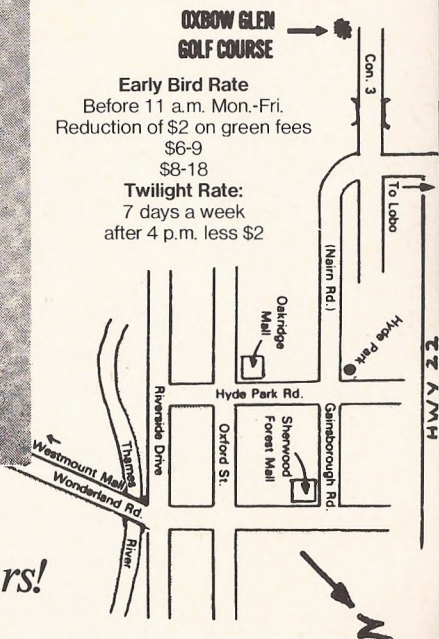 OXBOW GLEN
GOLF COURSE
Early Bird Rate
Before 11 a.m. Mon.-Fri.
Reduction of $2 on green fees
$6-9
$8-18
Twilight Rate:
7 days a week
after 4 p.m. less $2
Con. 3
To Lobo
(Nairn Rd.)
Hyde Park
HWY 22
Oakridge
Mall
Hyde Park Rd.
Riverside Drive
Oxford St.
Sherwood
Forest Mall
Gainsborough Rd.
Thames
River
Westmount Mall
Wonderland Rd.
rs!
N